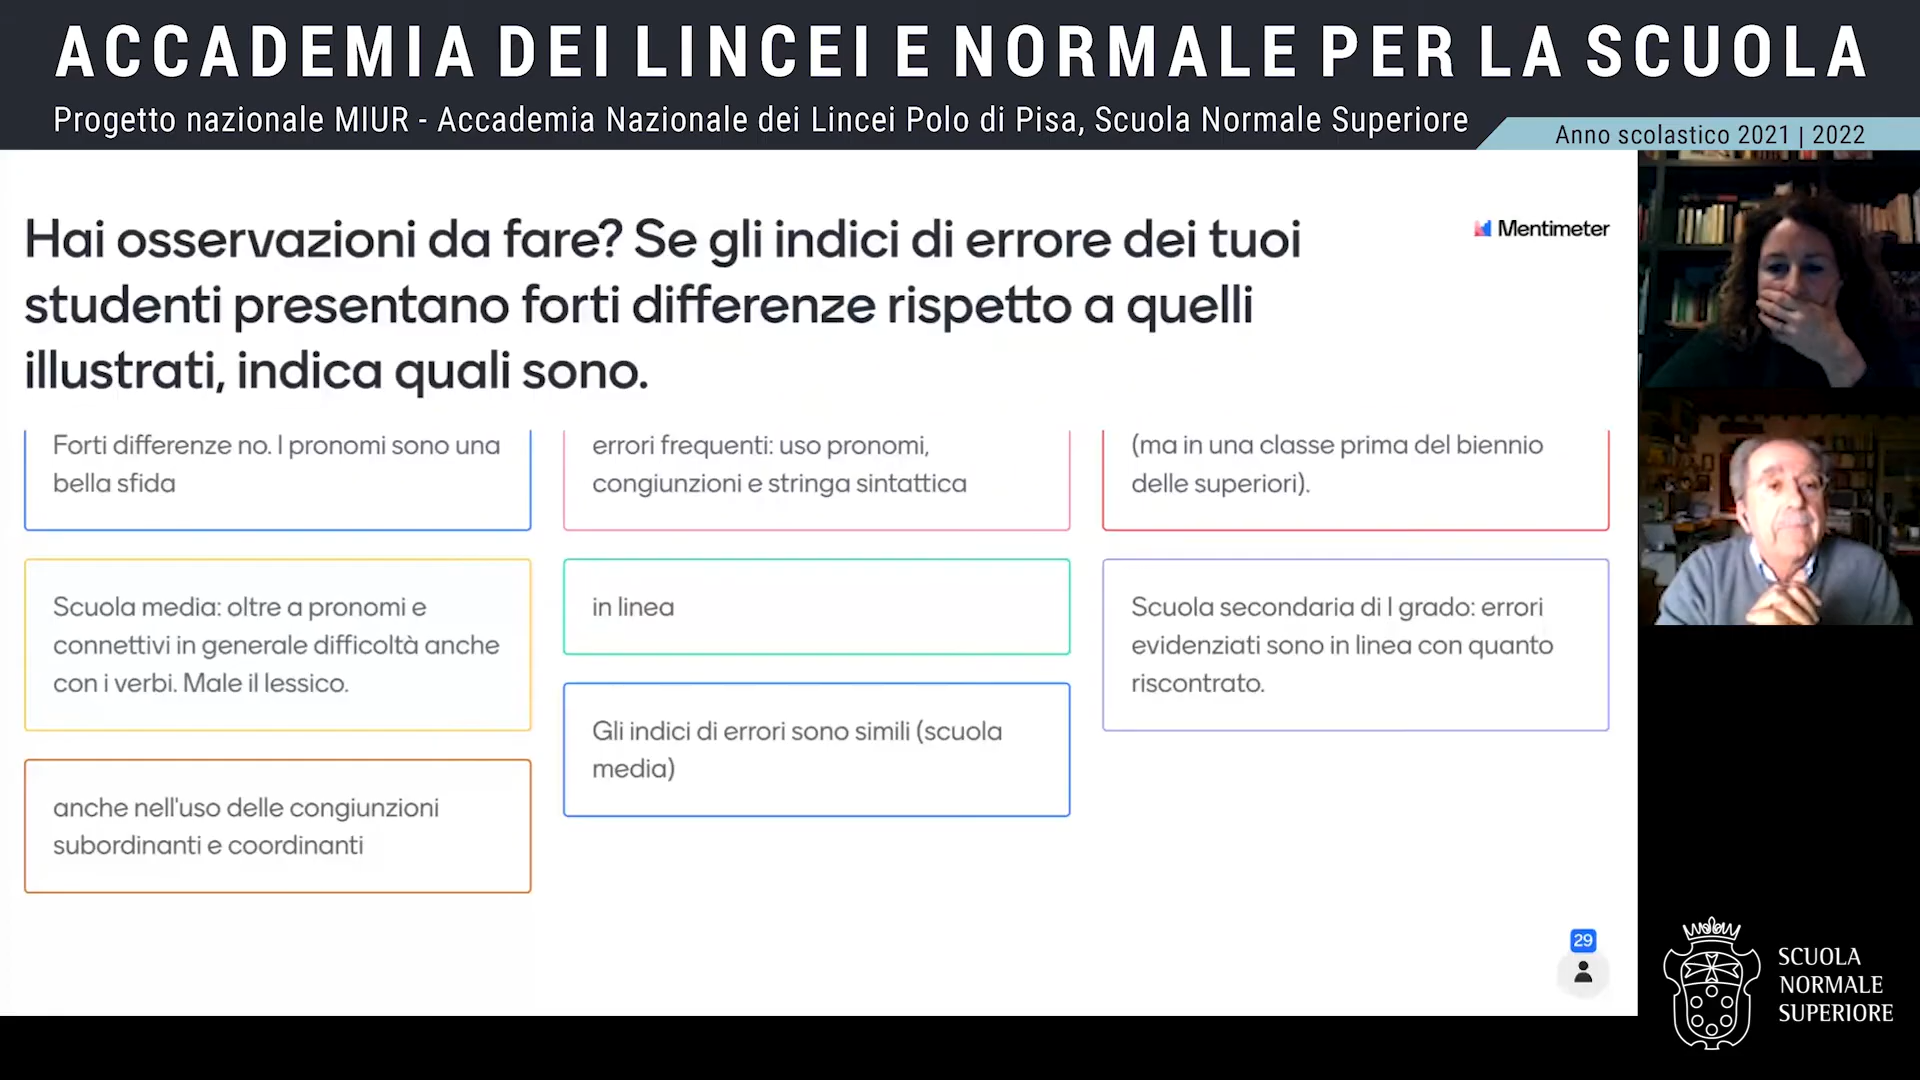 ACCADEMIA DEI LINCEI E NORMALE PER LA SCUOLA
Progetto nazionale MIUR - Accademia Nazionale dei Lincei Polo di Pisa, Scuola Normale Superiore
Anno scolastico 2021 | 2022
Hai osservazioni da fare? Se gli indici di errore dei tuoi
studenti presentano forti differenze rispetto a quelli
illustrati, indica quali sono.
Mentimeter
Forti differenze no. I pronomi sono una
bella sfida
errori frequenti: uso pronomi,
congiunzioni e stringa sintattica
(ma in una classe prima del biennio
delle superiori).
Scuola media: oltre a pronomi e
connettivi in generale difficoltà anche
con i verbi. Male il lessico.
in linea
Scuola secondaria di I grado: errori
evidenziati sono in linea con quanto
riscontrato.
Gli indici di errori sono simili (scuola
media)
anche nell'uso delle congiunzioni
subordinanti e coordinanti
29
SCUOLA
NORMALE
SUPERIORE